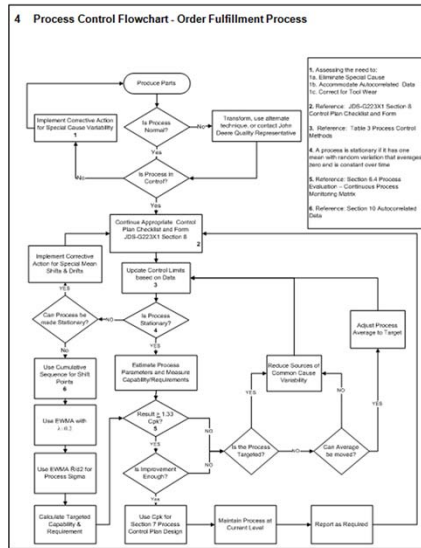 4 Process Control Flowchart - Order Fulfillment Process
Produce Parts
Implement Corrective
Action
for Special Cause Variability
1
Is Process
Normal?
No
Transform, use alternate
technique, or contact John
Deere Quality Representative
Yes
Is Process in
Control?
No
Yes
1. Assessing the need to:
1a. Eliminate Special Cause
1b. Accommodate Autocorrelated Data
1c. Correct for Tool Wear
2. Reference: JDS-G223X1 Section 8
Control Plan Checklist and Form
3. Reference: Table 3 Process Control
Methods
4. A process is stationary if it has one
mean with random variation that averages
zero and is constant over time
5. Reference: Section 6.4 Process
Evaluation – Continuous Process
Monitoring Matrix
6. Reference: Section 10 Autocorrelated
Data
Continue Appropriate Control
Plan Checklist and Form
JDS-G223X1 Section 8
2
Implement Corrective
Action for Special Mean
Shifts & Drifts
Update Control Limits
based on Data
3
YES
Can Process be
made Stationary?
NO
Is Process
Stationary?
4
Adjust Process
Average to Target
No
YES
Use Cumulative
Sequence for Shift
Points
6
Estimate Process
Parameters and Measure
Capability/Requirements
Reduce Sources of
Common Cause
Variability
YES
Use EWMA with
Result ≥ 1.33
Cpk?
5
NO
YES
NO
YES
Is the Process
Targeted?
NO
Can Average
be moved?
Use EWMA
for
Process Sigma
Is Improvement
Enough?
NO
Yes
Calculate Targeted
Capability &
Requirement
Use Cpk for
Section 7 Process
Control Plan Design
Maintain Process at
Current Level
Report as Required